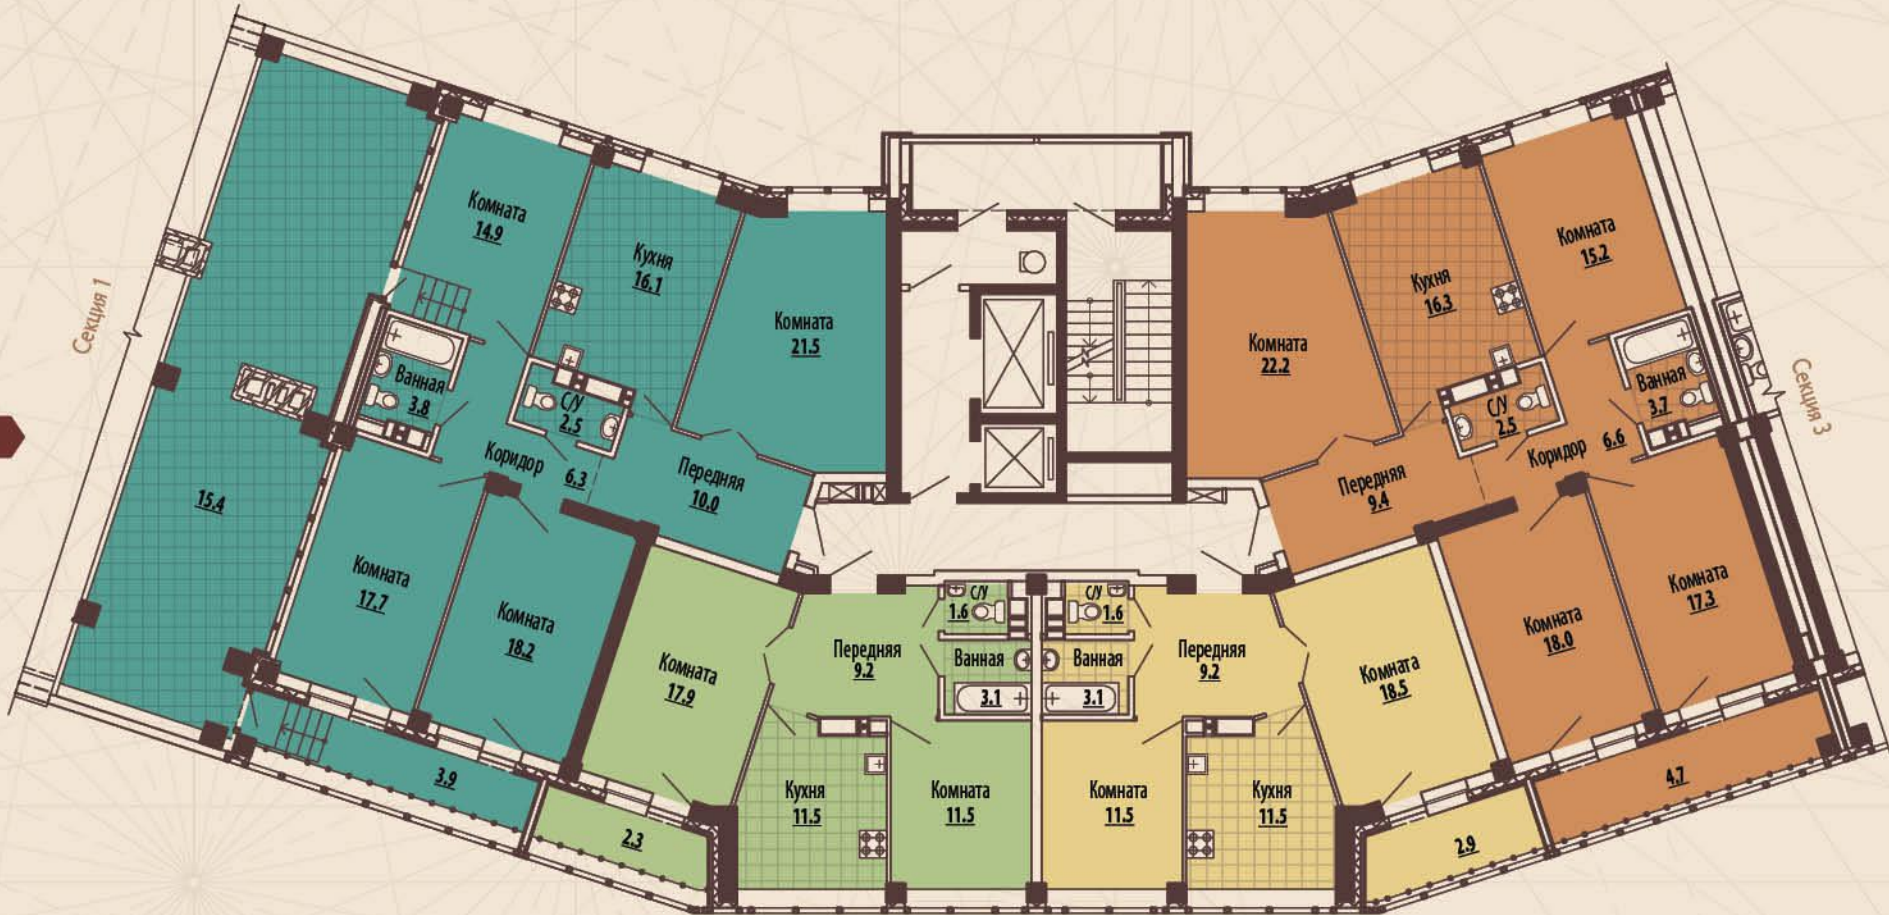 Секция 1
15.4
Комната
14.9
Кухня
16.1
Комната
21.5
Ванная
3.8
С/У
2.5
Коридор
6.3
Передняя
10.0
Комната
17.7
Комната
18.2
3.9
Комната
17.9
Передняя
9.2
С/У
1.6
Ванная
3.1
Кухня
11.5
Комната
11.5
2.3
С/У
1.6
Ванная
3.1
Передняя
9.2
Комната
18.5
Комната
11.5
Кухня
11.5
2.9
Комната
22.2
Кухня
16.3
Комната
15.2
Ванная
3.7
С/У
2.5
Коридор
6.6
Передняя
9.4
Комната
18.0
Комната
17.3
4.7
Секция 3